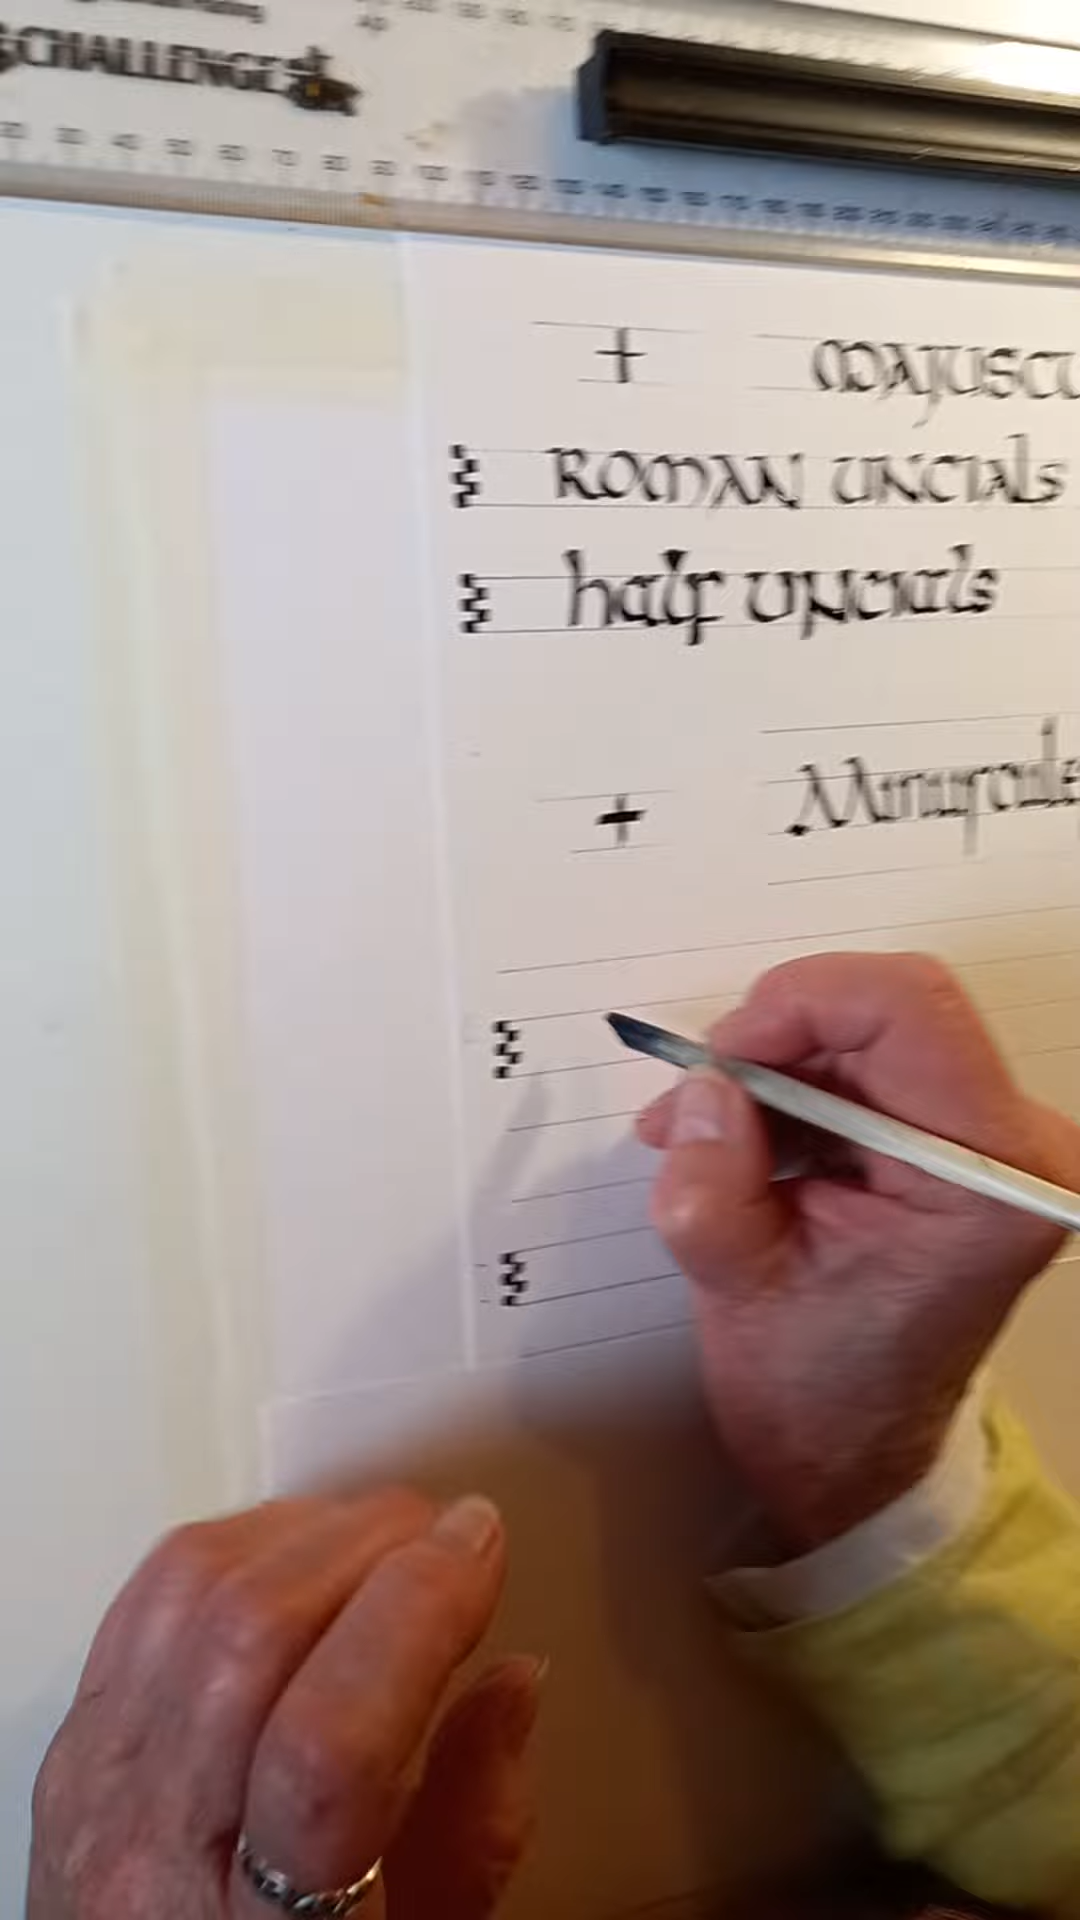 CHALLENGE
+ MAJUSCU
ROMAN UNCIALS
half uncials
+ Minuscule